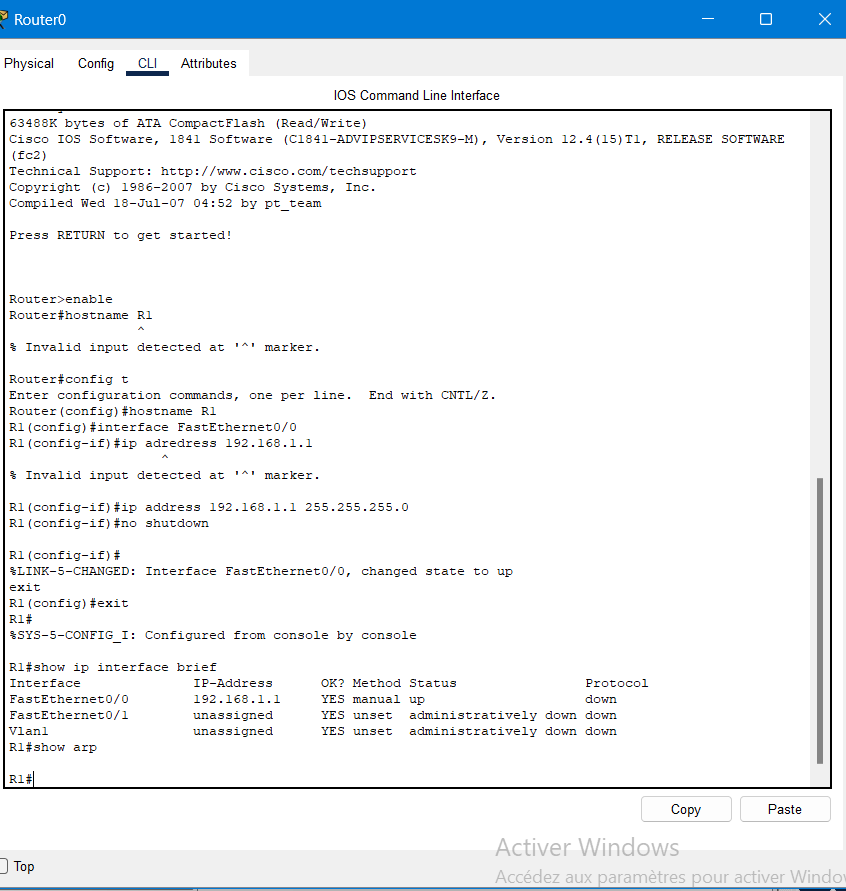 Router0
Physical Config CLI Attributes
IOS Command Line Interface
63488K bytes of ATA CompactFlash (Read/Write)
Cisco IOS Software, 1841 Software (C1841-ADVIPSERVICESK9-M), Version 12.4(15)T1, RELEASE SOFTWARE
(fc2)
Technical Support: http://www.cisco.com/techsupport
Copyright (c) 1986-2007 by Cisco Systems, Inc.
Compiled Wed 18-Jul-07 04:52 by pt_team
Press RETURN to get started!
Router>enable
Router#hostname R1
^
% Invalid input detected at '^' marker.
Router#config t
Enter configuration commands, one per line.  End with CNTL/Z.
Router(config)#hostname R1
R1(config)#interface FastEthernet0/0
R1(config-if)#ip adredress 192.168.1.1
^
% Invalid input detected at '^' marker.
R1(config-if)#ip address 192.168.1.1 255.255.255.0
R1(config-if)#no shutdown
R1(config-if)#
%LINK-5-CHANGED: Interface FastEthernet0/0, changed state to up
exit
R1(config)#exit
R1#
%SYS-5-CONFIG_I: Configured from console by console
R1#show ip interface brief
Interface IP-Address OK? Method Status Protocol
FastEthernet0/0 192.168.1.1 YES manual up down
FastEthernet0/1 unassigned YES unset administratively down down
Vlan1 unassigned YES unset administratively down down
R1#show arp
R1#
Copy Paste
Activer Windows
Top
Accédez aux paramètres pour activer Windo